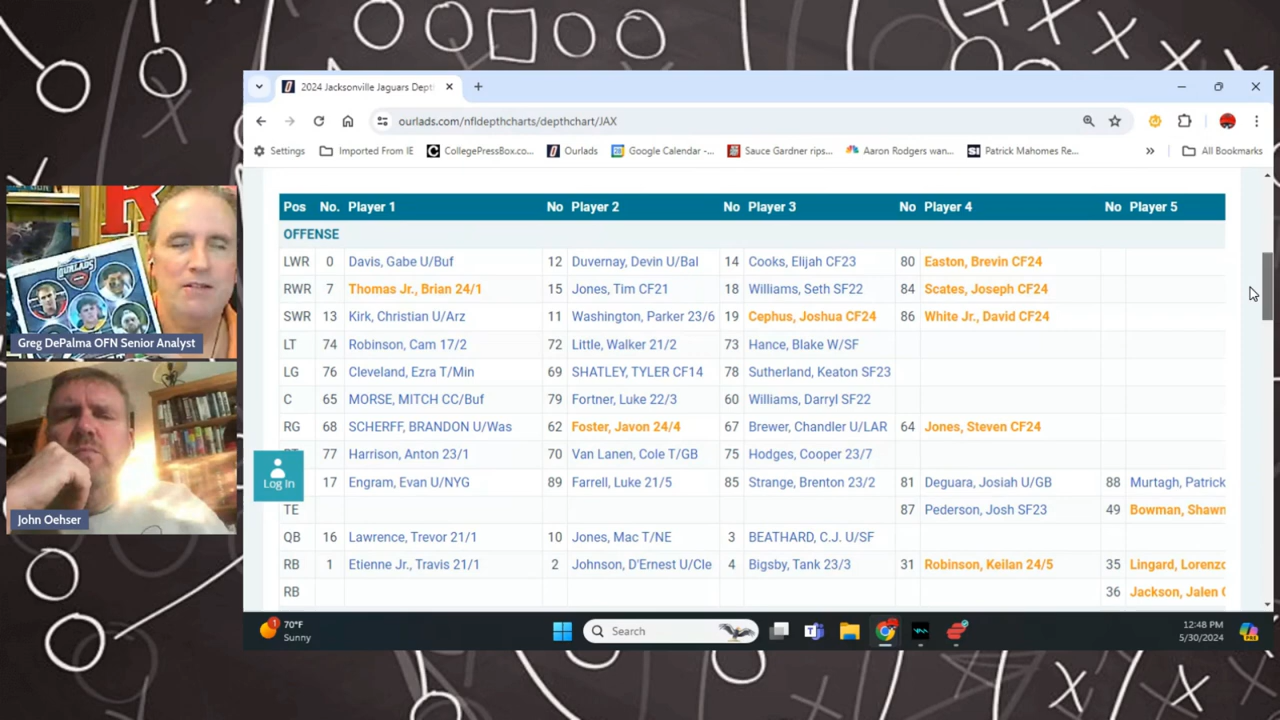 2024 Jacksonville Jaguars Dept
ourlads.com/nfldepthcharts/depthchart/JAX
Settings Imported From IE CollegePressBox.co... Ourlads Google Calendar -... Sauce Gardner rips... Aaron Rodgers wan... Patrick Mahomes Re... » All Bookmarks
Pos No. Player 1 No Player 2 No Player 3 No Player 4 No Player 5
OFFENSE
LWR 0 Davis, Gabe U/Buf 12 Duvernay, Devin U/Bal 14 Cooks, Elijah CF23 80 Easton, Brevin CF24
RWR 7 Thomas Jr., Brian 24/1 15 Jones, Tim CF21 18 Williams, Seth SF22 84 Scates, Joseph CF24
SWR 13 Kirk, Christian U/Arz 11 Washington, Parker 23/6 19 Cephus, Joshua CF24 86 White Jr., David CF24
LT 74 Robinson, Cam 17/2 72 Little, Walker 21/2 73 Hance, Blake W/SF
LG 76 Cleveland, Ezra T/Min 69 SHATLEY, TYLER CF14 78 Sutherland, Keaton SF23
C 65 MORSE, MITCH CC/Buf 79 Fortner, Luke 22/3 60 Williams, Darryl SF22
RG 68 SCHERFF, BRANDON U/Was 62 Foster, Javon 24/4 67 Brewer, Chandler U/LAR 64 Jones, Steven CF24
77 Harrison, Anton 23/1 70 Van Lanen, Cole T/GB 75 Hodges, Cooper 23/7
17 Engram, Evan U/NYG 89 Farrell, Luke 21/5 85 Strange, Brenton 23/2 81 Deguara, Josiah U/GB 88 Murtagh, Patrick
TE 87 Pederson, Josh SF23 49 Bowman, Shawn
QB 16 Lawrence, Trevor 21/1 10 Jones, Mac T/NE 3 BEATHARD, C.J. U/SF
RB 1 Etienne Jr., Travis 21/1 2 Johnson, D'Ernest U/Cle 4 Bigsby, Tank 23/3 31 Robinson, Keilan 24/5 35 Lingard, Lorenzo
RB 36 Jackson, Jalen
Log In
R
OURLADS
Greg DePalma OFN Senior Analyst
John Oehser
1
70°F
Sunny
Search
12:48 PM
5/30/2024